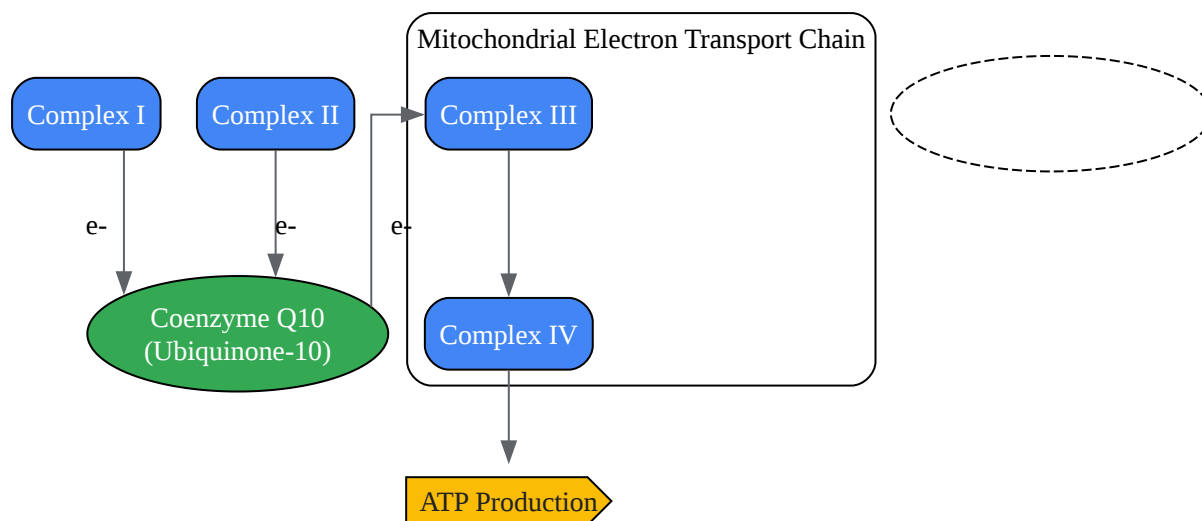 Mitochondrial Electron Transport Chain
Complex I
Complex II
Complex III
e-
e-
e-
Coenzyme Q10
(Ubiquinone-10)
Complex IV
ATP Production